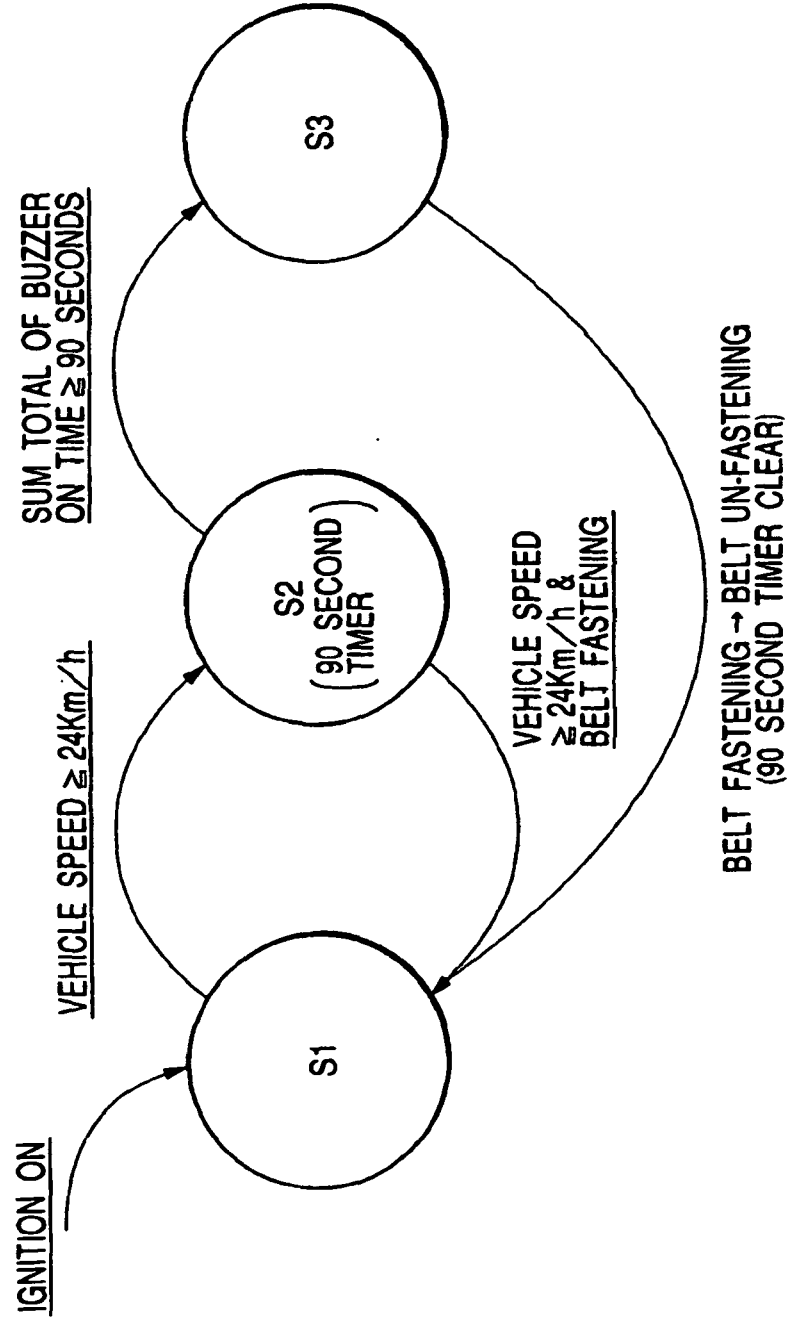 IGNITION ON
VEHICLE SPEED ≧ 24Km/h
SUM TOTAL OF BUZZER
ON TIME ≧ 90 SECONDS
S1
S2
(90 SECOND
TIMER)
S3
VEHICLE SPEED
≧ 24Km/h &
BELT FASTENING
BELT FASTENING → BELT UN-FASTENING
(90 SECOND TIMER CLEAR)